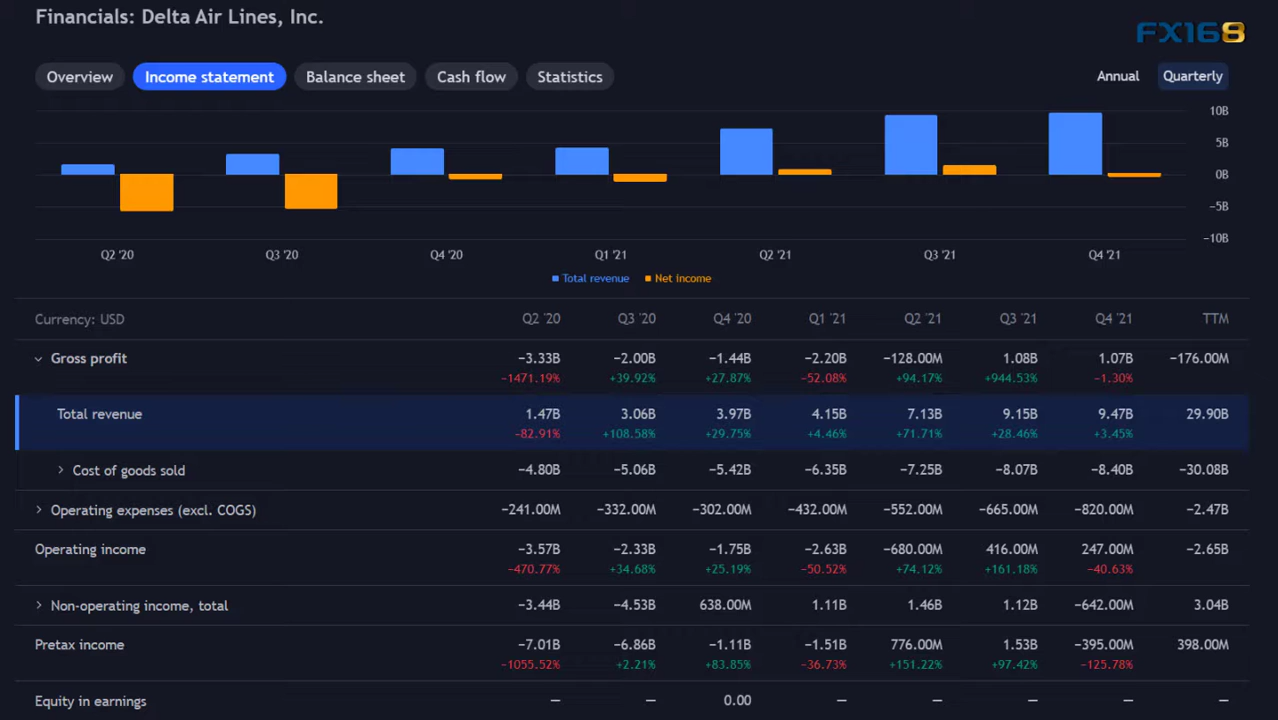 Financials: Delta Air Lines, Inc.
FX168
Overview Income statement Balance sheet Cash flow Statistics Annual Quarterly
10B
5B
0B
−5B
−10B
Q2 '20 Q3 '20 Q4 '20 Q1 '21 Q2 '21 Q3 '21 Q4 '21
Total revenue Net income
Currency: USD Q2 '20 Q3 '20 Q4 '20 Q1 '21 Q2 '21 Q3 '21 Q4 '21 TTM
Gross profit −3.33B −2.00B −1.44B −2.20B −128.00M 1.08B 1.07B −176.00M
−1471.19% +39.92% +27.87% −52.08% +94.17% +944.53% −1.30%
Total revenue 1.47B 3.06B 3.97B 4.15B 7.13B 9.15B 9.47B 29.90B
−82.91% +108.58% +29.75% +4.46% +71.71% +28.46% +3.45%
Cost of goods sold −4.80B −5.06B −5.42B −6.35B −7.25B −8.07B −8.40B −30.08B
Operating expenses (excl. COGS) −241.00M −332.00M −302.00M −432.00M −552.00M −665.00M −820.00M −2.47B
Operating income −3.57B −2.33B −1.75B −2.63B −680.00M 416.00M 247.00M −2.65B
−470.77% +34.68% +25.19% −50.52% +74.12% +161.18% −40.63%
Non-operating income, total −3.44B −4.53B 638.00M 1.11B 1.46B 1.12B −642.00M 3.04B
Pretax income −7.01B −6.86B −1.11B −1.51B 776.00M 1.53B −395.00M 398.00M
−1055.52% +2.21% +83.85% −36.73% +151.22% +97.42% −125.78%
Equity in earnings — — 0.00 — — — — —